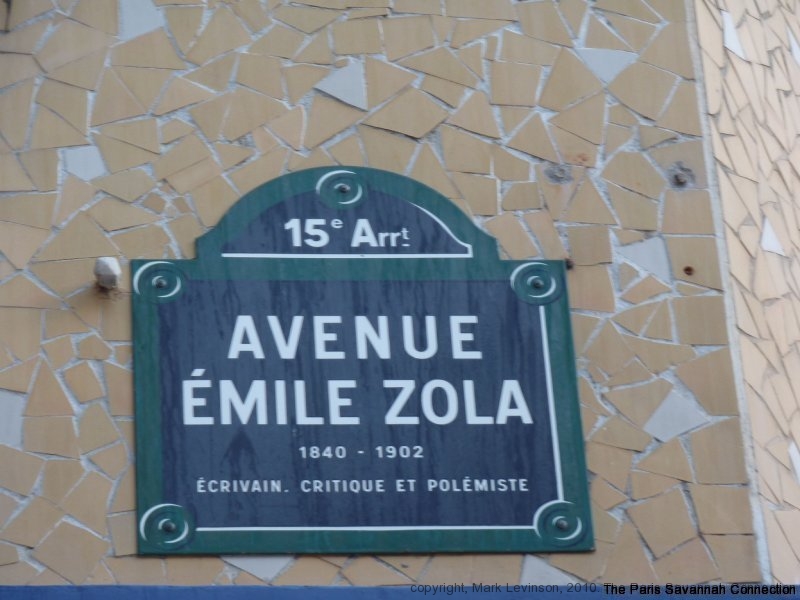 15e Arrt
AVENUE
ÉMILE ZOLA
1840 - 1902
ÉCRIVAIN. CRITIQUE ET POLÉMISTE
copyright, Mark Levinson, 2010. The Paris Savannah Connection